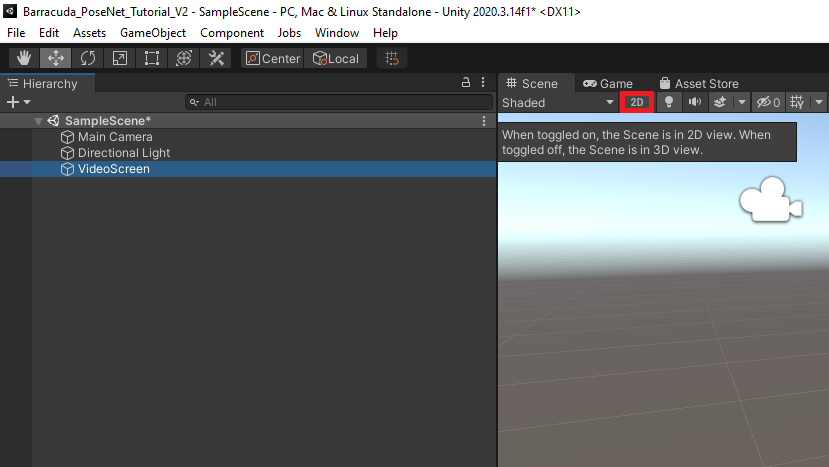 Barracuda_PoseNet_Tutorial_V2 - SampleScene - PC, Mac & Linux Standalone - Unity 2020.3.14f1* <DX11>
File Edit Assets GameObject Component Jobs Window Help
Center Local
Hierarchy
Scene Game Asset Store
All
Shaded 2D 0
SampleScene*
Main Camera
Directional Light
VideoScreen
When toggled on, the Scene is in 2D view. When
toggled off, the Scene is in 3D view.